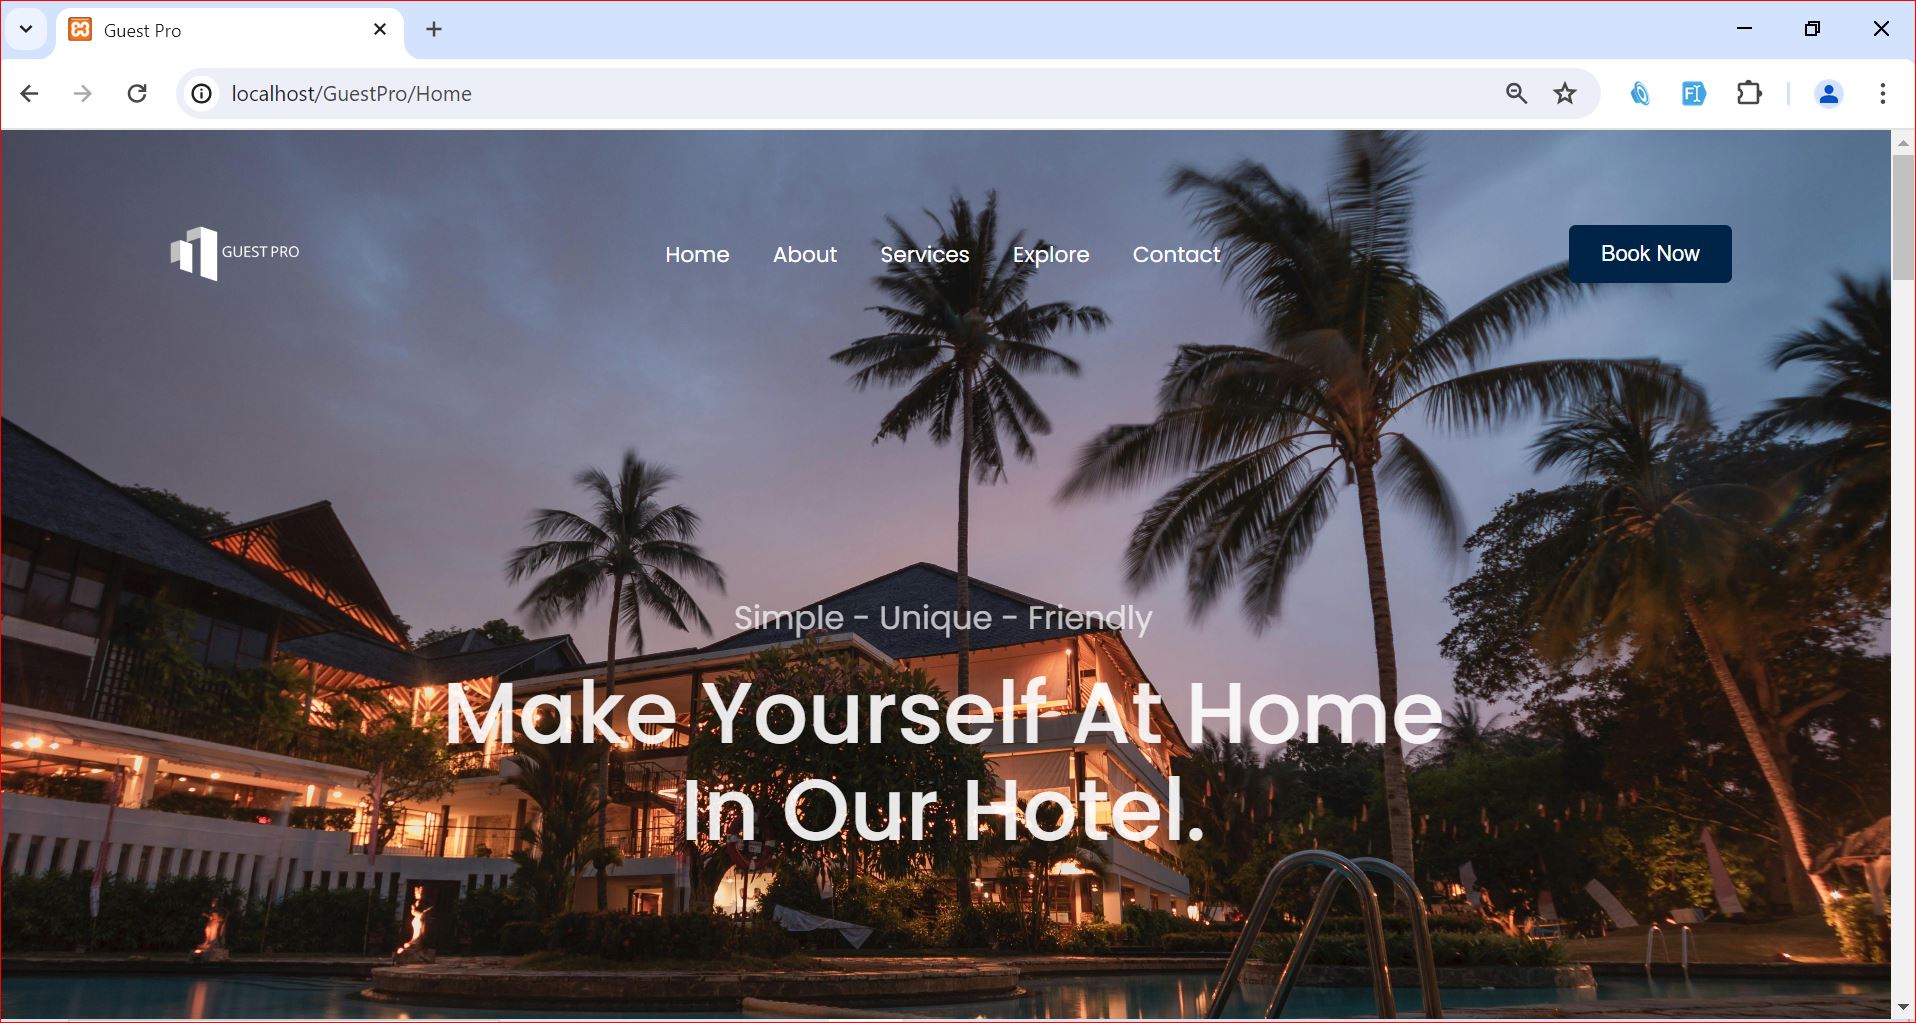 Guest Pro
localhost/GuestPro/Home
GUEST PRO
Home About Services Explore Contact
Book Now
Simple - Unique - Friendly
Make Yourself At Home
In Our Hotel.